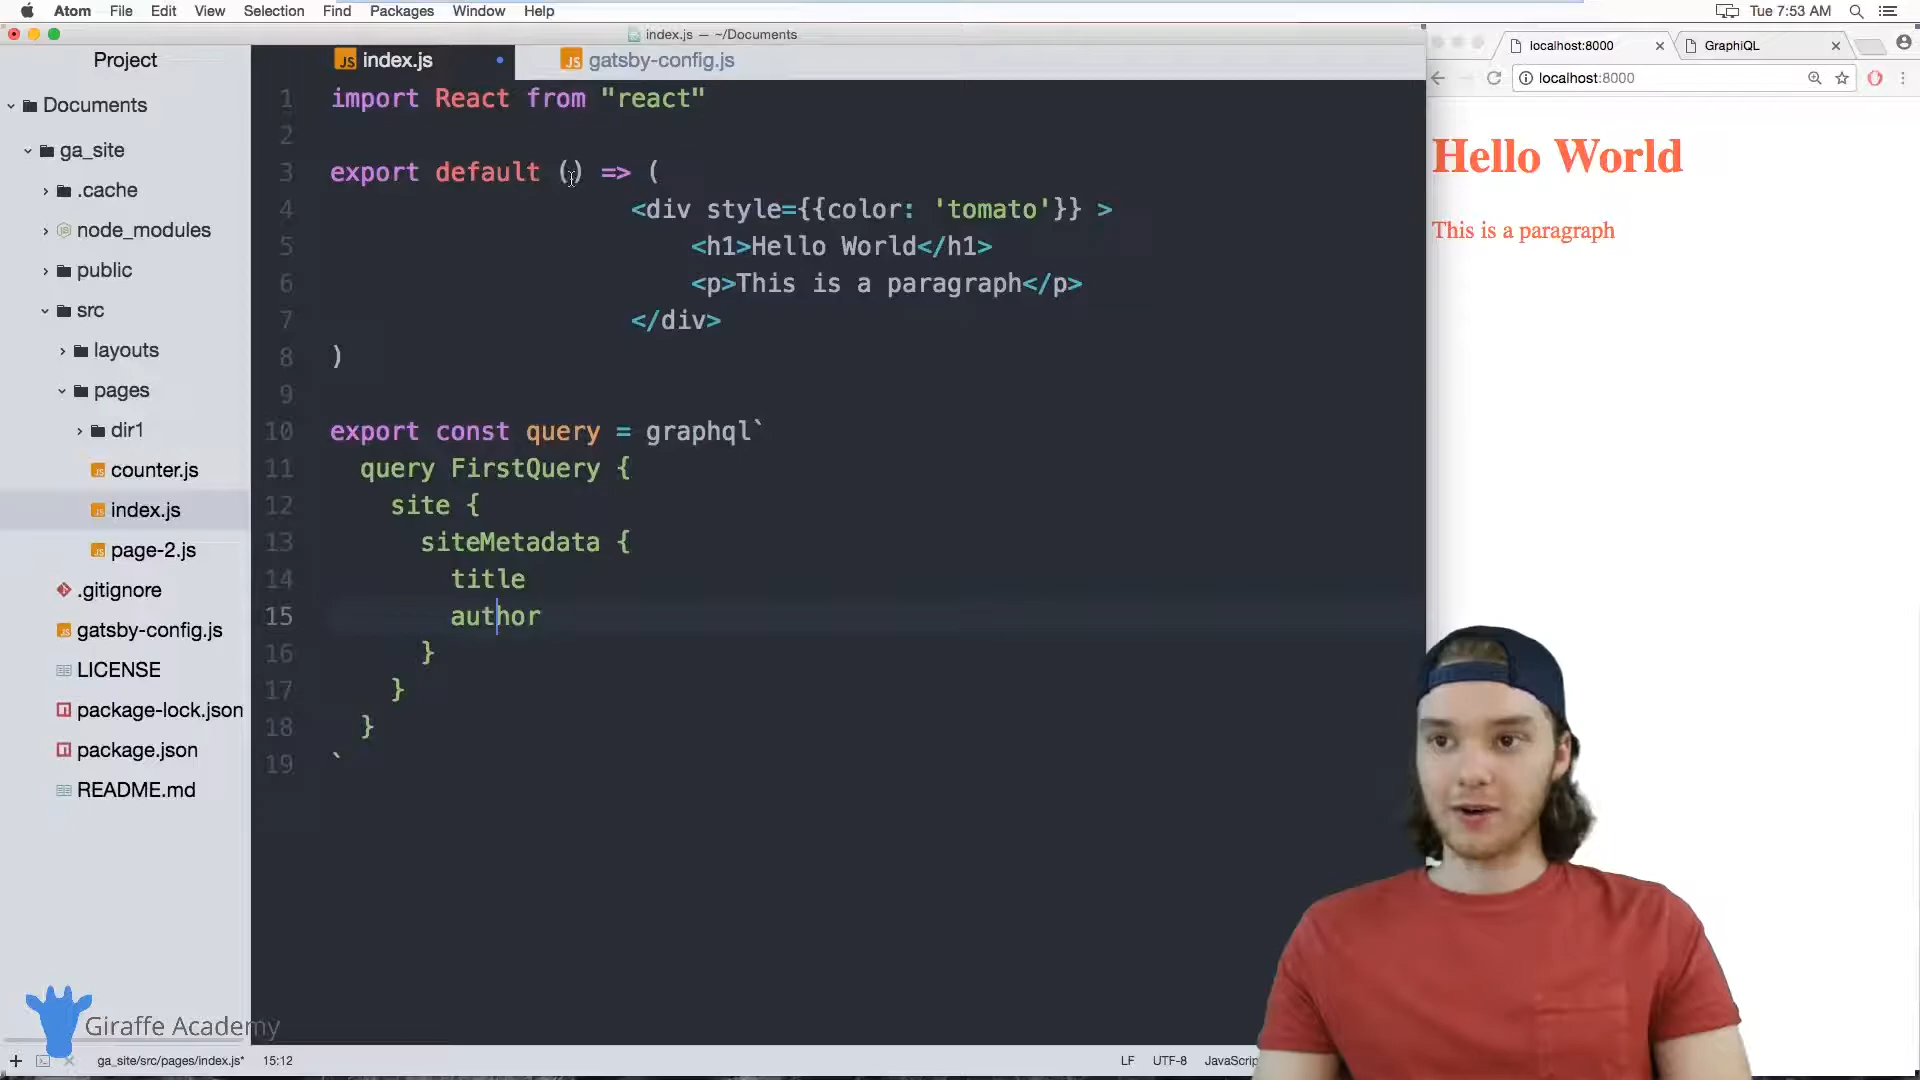 Atom File Edit View Selection Find Packages Window Help Tue 7:53 AM
index.js — ~/Documents
Project
index.js
gatsby-config.js
localhost:8000
GraphiQL
localhost:8000
Documents
ga_site
.cache
node_modules
public
src
layouts
pages
dir1
counter.js
index.js
page-2.js
.gitignore
gatsby-config.js
LICENSE
package-lock.json
package.json
README.md
1 import React from "react"
2
3 export default () => (
4 <div style={{color: 'tomato'}} >
5 <h1>Hello World</h1>
6 <p>This is a paragraph</p>
7 </div>
8 )
9
10 export const query = graphql`
11 query FirstQuery {
12 site {
13 siteMetadata {
14 title
15 author
16 }
17 }
18 }
19 `
Hello World
This is a paragraph
Giraffe Academy
ga_site/src/pages/index.js* 15:12 LF UTF-8